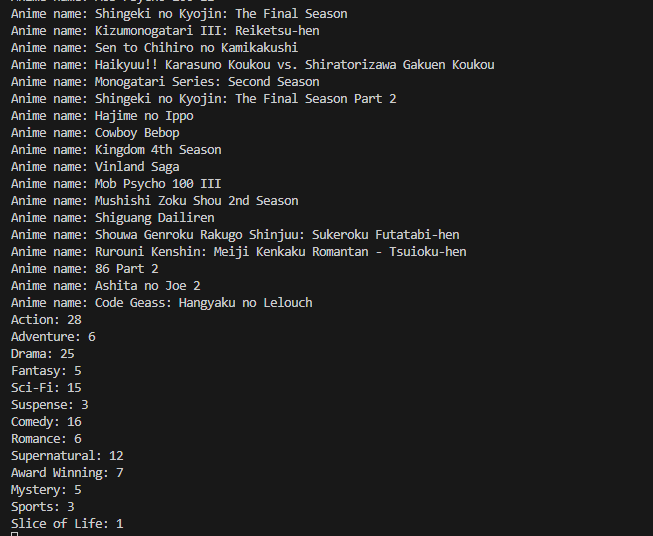 Anime name: Shingeki no Kyojin: The Final Season
Anime name: Kizumonogatari III: Reiketsu-hen
Anime name: Sen to Chihiro no Kamikakushi
Anime name: Haikyuu!! Karasuno Koukou vs. Shiratorizawa Gakuen Koukou
Anime name: Monogatari Series: Second Season
Anime name: Shingeki no Kyojin: The Final Season Part 2
Anime name: Hajime no Ippo
Anime name: Cowboy Bebop
Anime name: Kingdom 4th Season
Anime name: Vinland Saga
Anime name: Mob Psycho 100 III
Anime name: Mushishi Zoku Shou 2nd Season
Anime name: Shiguang Dailiren
Anime name: Shouwa Genroku Rakugo Shinjuu: Sukeroku Futatabi-hen
Anime name: Rurouni Kenshin: Meiji Kenkaku Romantan - Tsuioku-hen
Anime name: 86 Part 2
Anime name: Ashita no Joe 2
Anime name: Code Geass: Hangyaku no Lelouch
Action: 28
Adventure: 6
Drama: 25
Fantasy: 5
Sci-Fi: 15
Suspense: 3
Comedy: 16
Romance: 6
Supernatural: 12
Award Winning: 7
Mystery: 5
Sports: 3
Slice of Life: 1